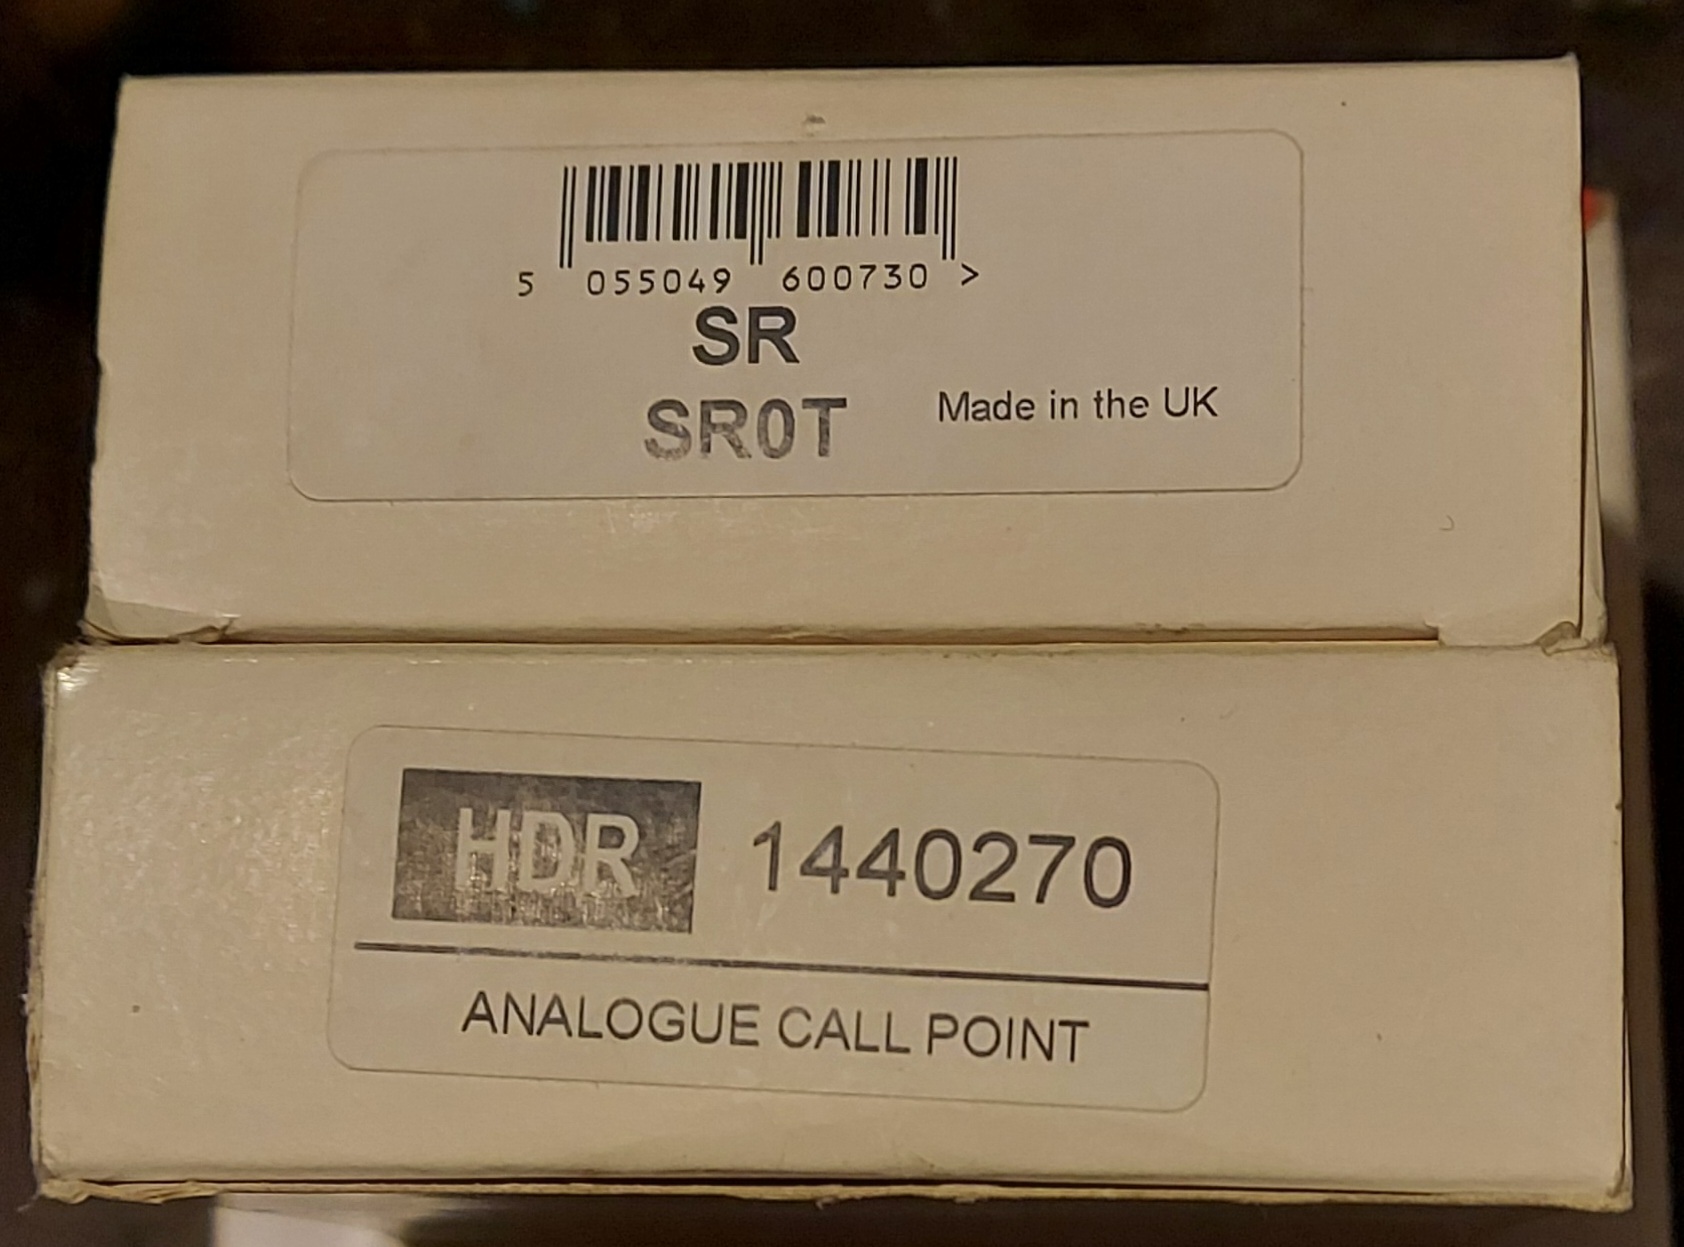 5 055049 600730 >
SR
SR0T
Made in the UK
HDR 1440270
ANALOGUE CALL POINT